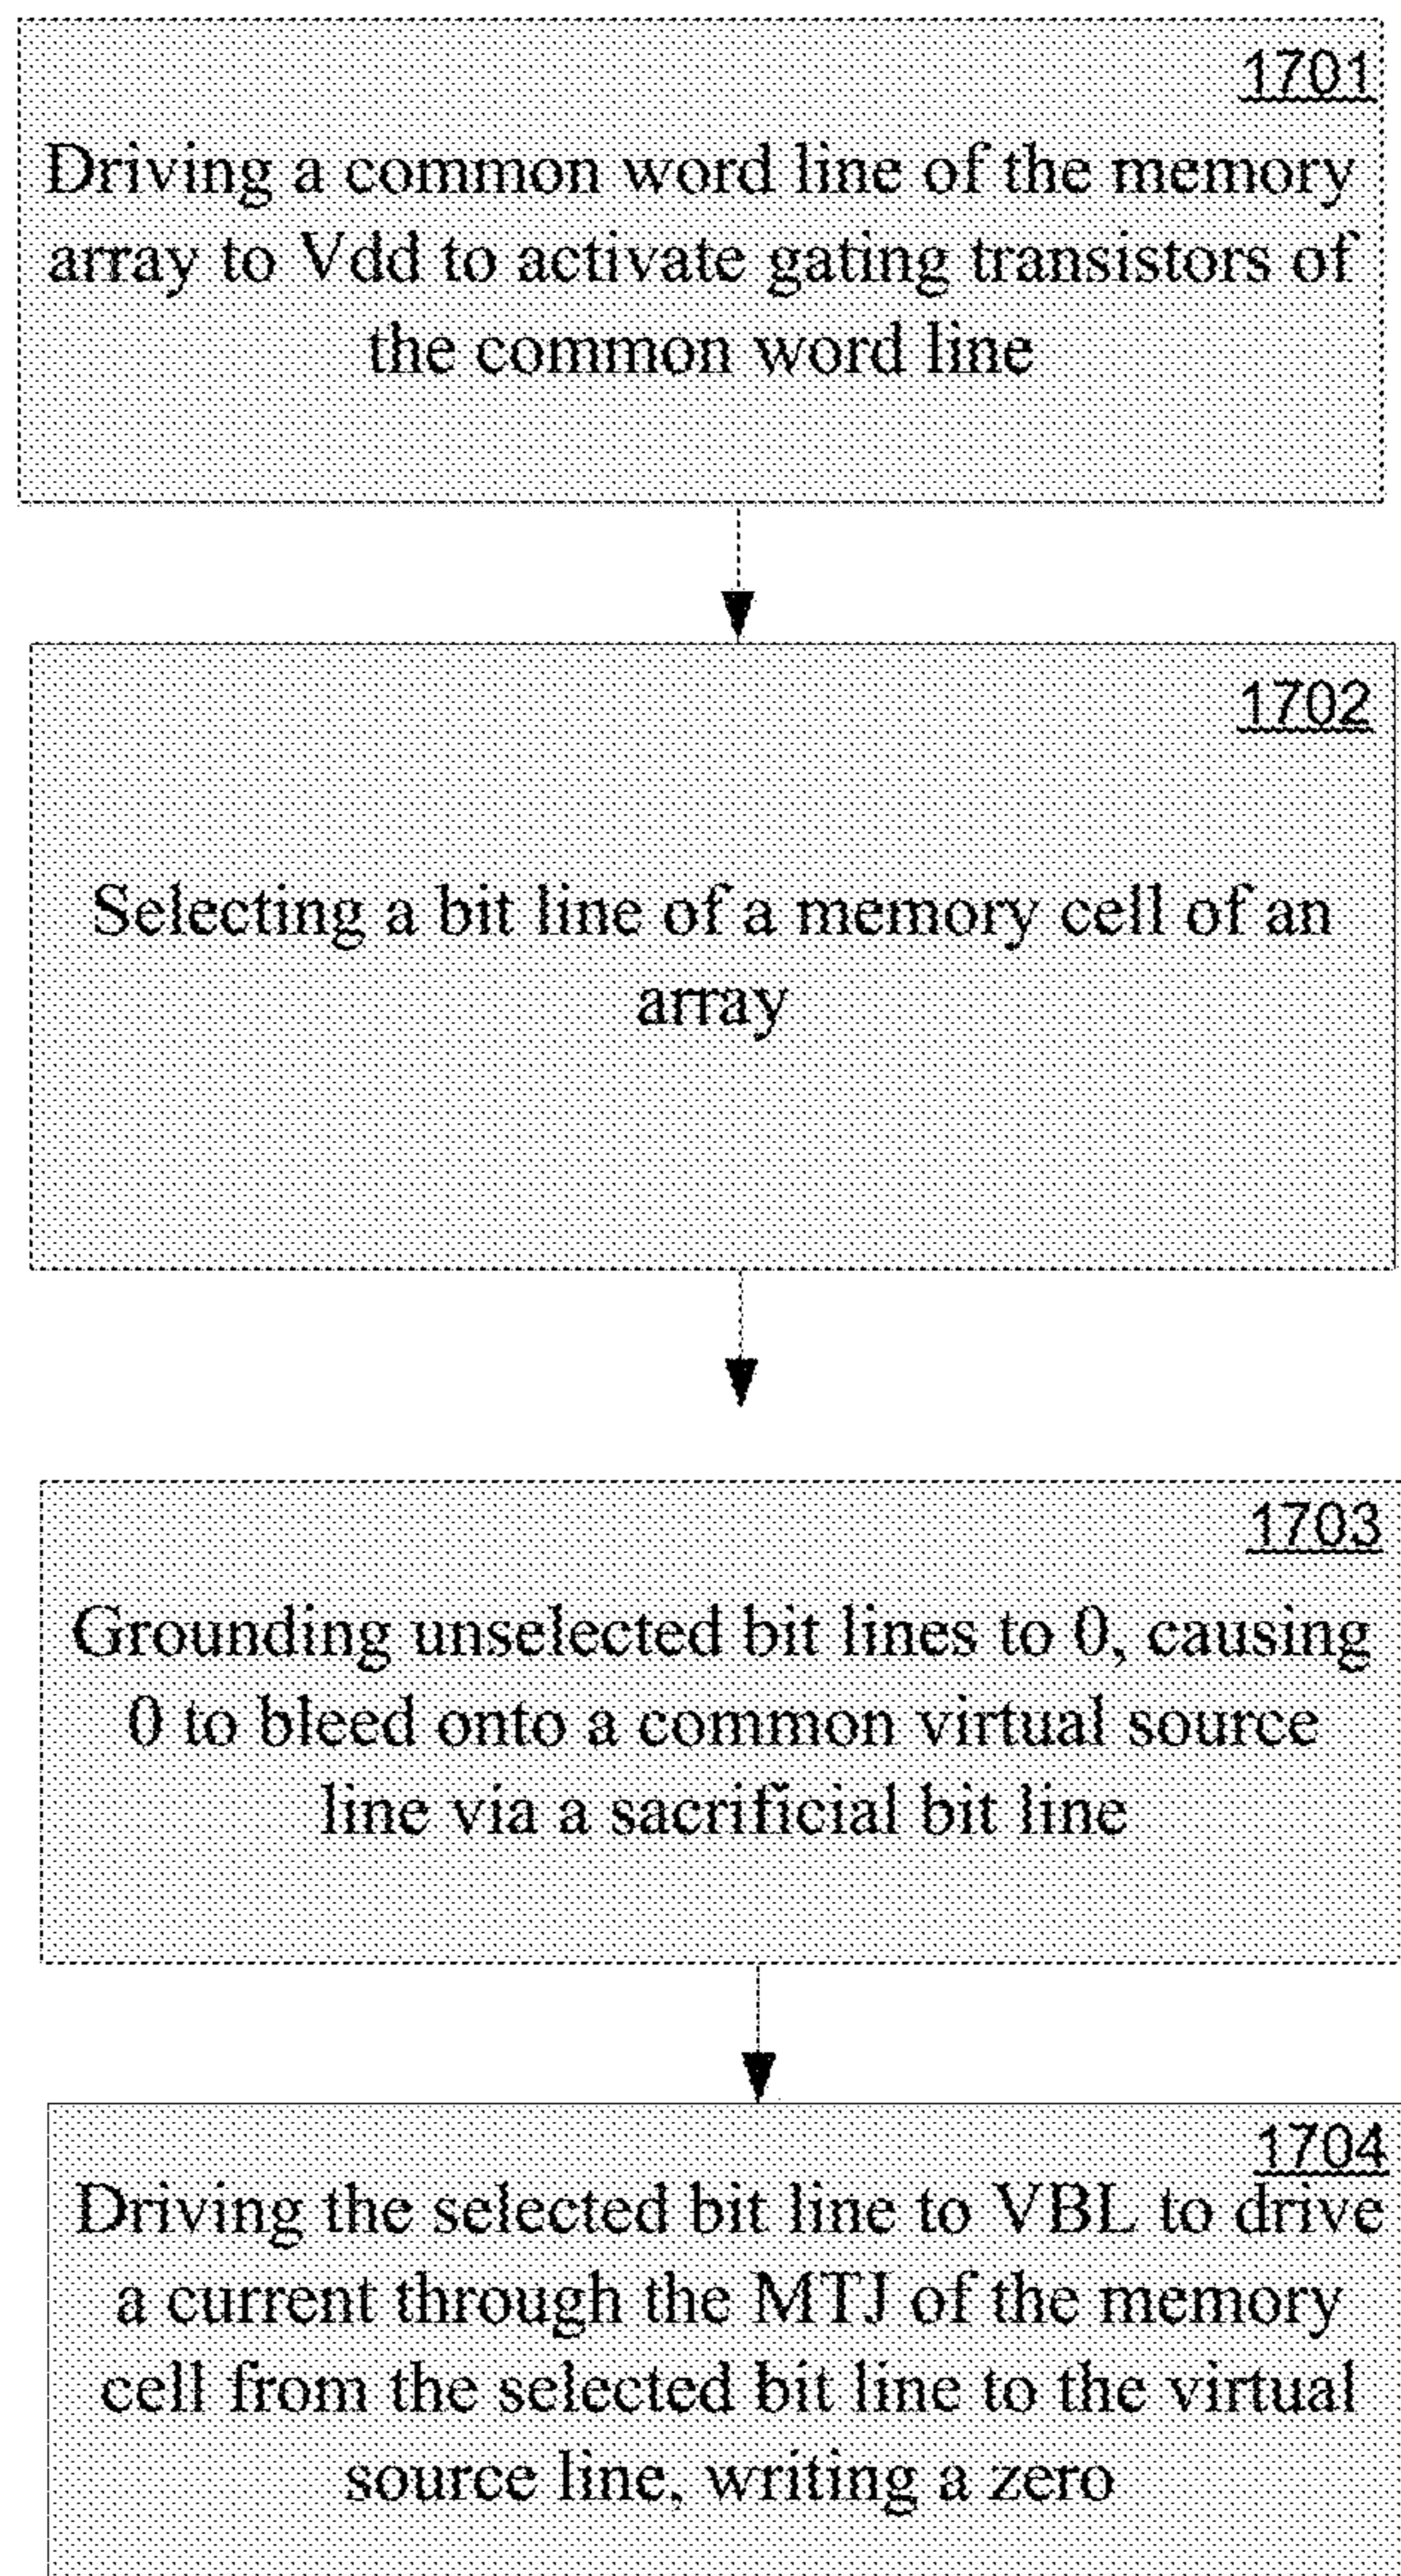 1701
Driving a common word line of the memory
array to Vdd to activate gating transistors of
the common word line
1702
Selecting a bit line of a memory cell of an
array
1703
Grounding unselected bit lines to 0, causing
0 to bleed onto a common virtual source
line via a sacrificial bit line
1704
Driving the selected bit line to VBL to drive
a current through the MTJ of the memory
cell from the selected bit line to the virtual
source line, writing a zero